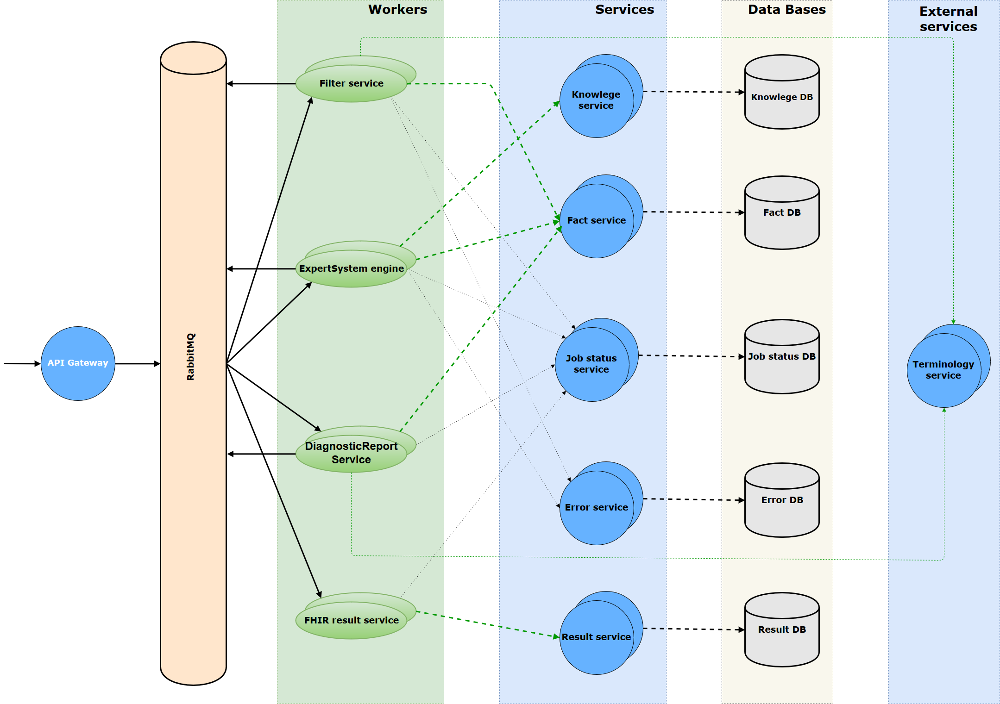 Workers
Services
Data Bases
External
services
Filter service
Knowlege
service
Knowlege DB
Fact service
Fact DB
ExpertSystem engine
API Gateway
RabbitMQ
Job status
service
Job status DB
Terminology
service
DiagnosticReport
Service
Error service
Error DB
FHIR result service
Result service
Result DB